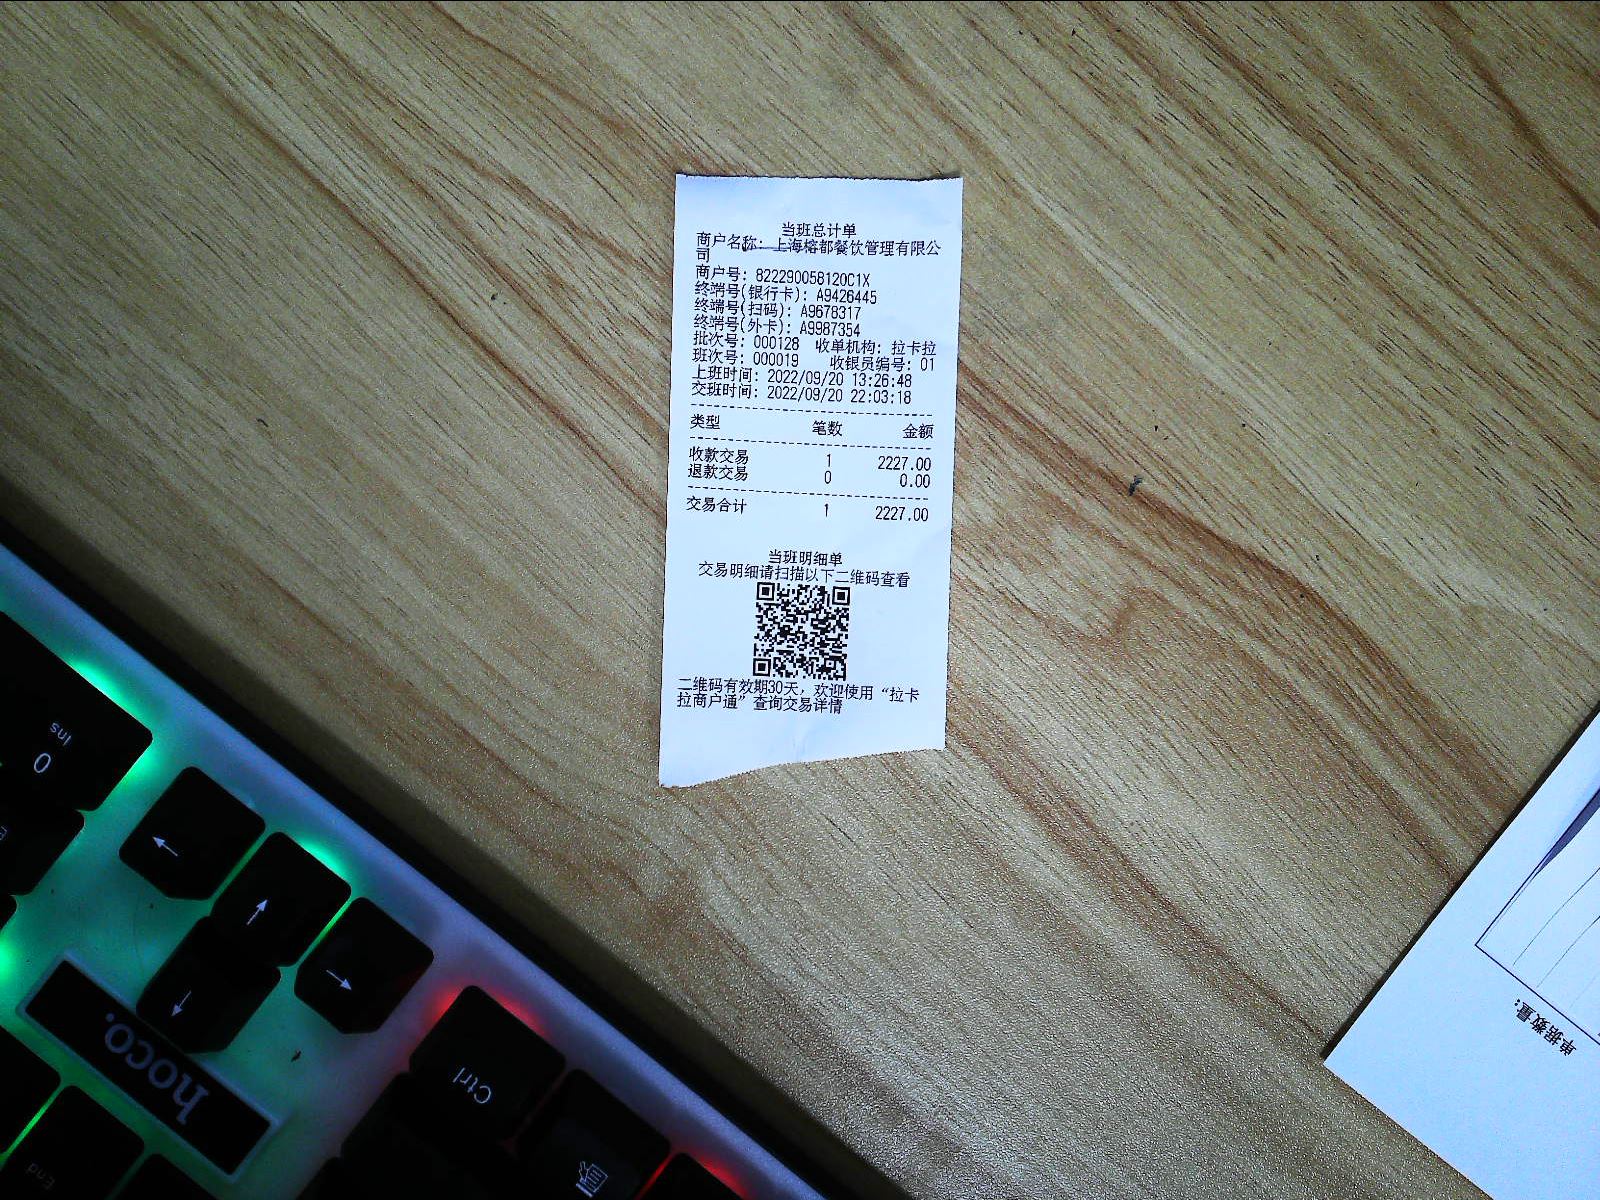 当班总计单
商户名称: 上海榕都餐饮管理有限公
司
商户号: 822290058120C1X
终端号(银行卡): A9426445
终端号(扫码): A9678317
终端号(外卡): A9987354
批次号: 000128 收单机构: 拉卡拉
班次号: 000019 收银员编号: 01
上班时间: 2022/09/20 13:26:48
交班时间: 2022/09/20 22:03:18
类型 笔数 金额
收款交易 1 2227.00
退款交易 0 0.00
交易合计 1 2227.00
当班明细单
交易明细请扫描以下二维码查看
二维码有效期30天，欢迎使用“拉卡
拉商户通”查询交易详情
Ins
0
←
↑
↓
→
hoco.
Ctrl
End
单据数量: